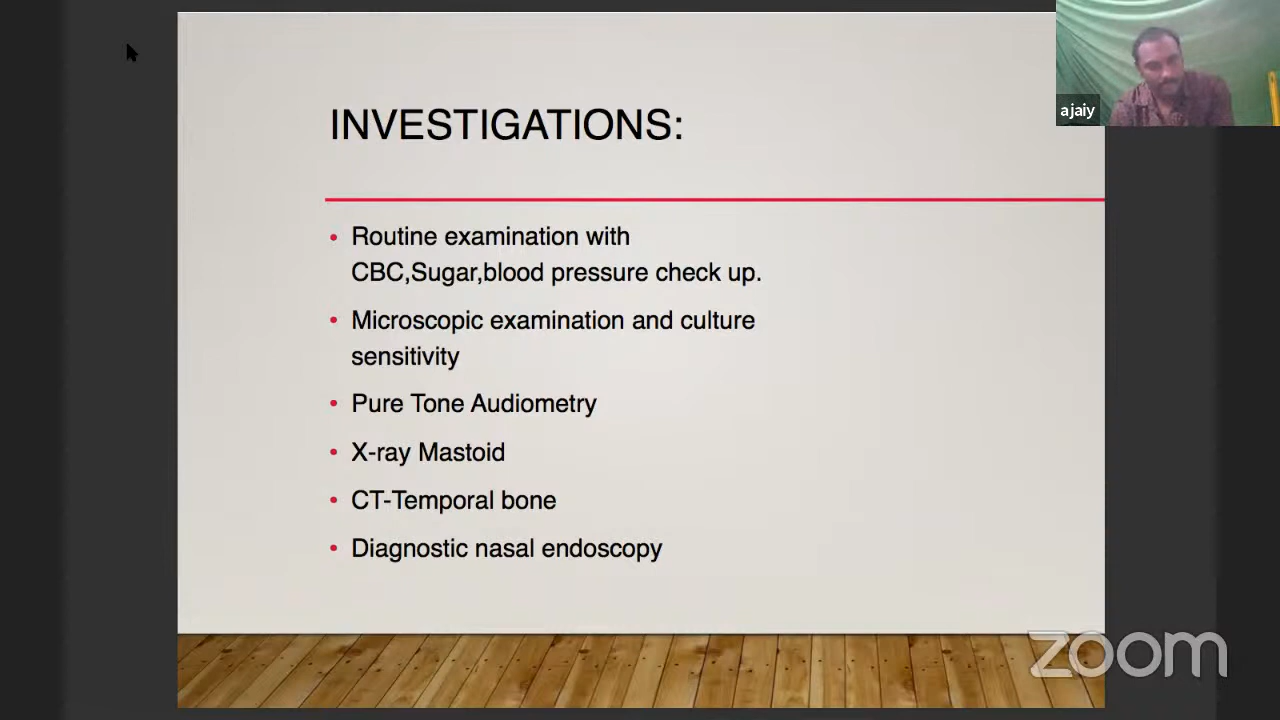 INVESTIGATIONS:
ajaiy
• Routine examination with
CBC,Sugar,blood pressure check up.
• Microscopic examination and culture
sensitivity
• Pure Tone Audiometry
• X-ray Mastoid
• CT-Temporal bone
• Diagnostic nasal endoscopy
zoom